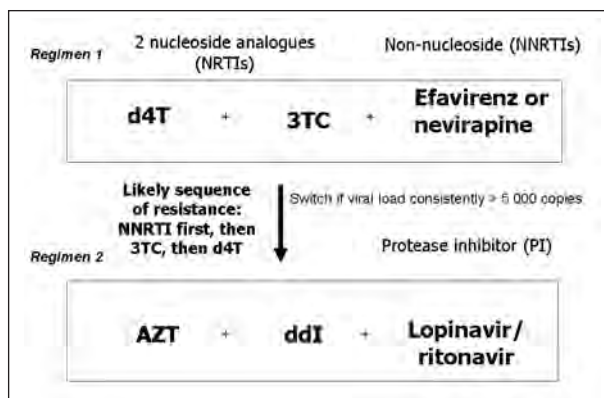 Regimen 1
2 nucleoside analogues
(NRTIs)
Non-nucleoside (NNRTIs)
d4T + 3TC + Efavirenz or
nevirapine
Likely sequence
of resistance:
NNRTI first, then
3TC, then d4T
Switch if viral load consistently > 5 000 copies
Regimen 2
Protease inhibitor (PI)
AZT + ddI + Lopinavir/
ritonavir